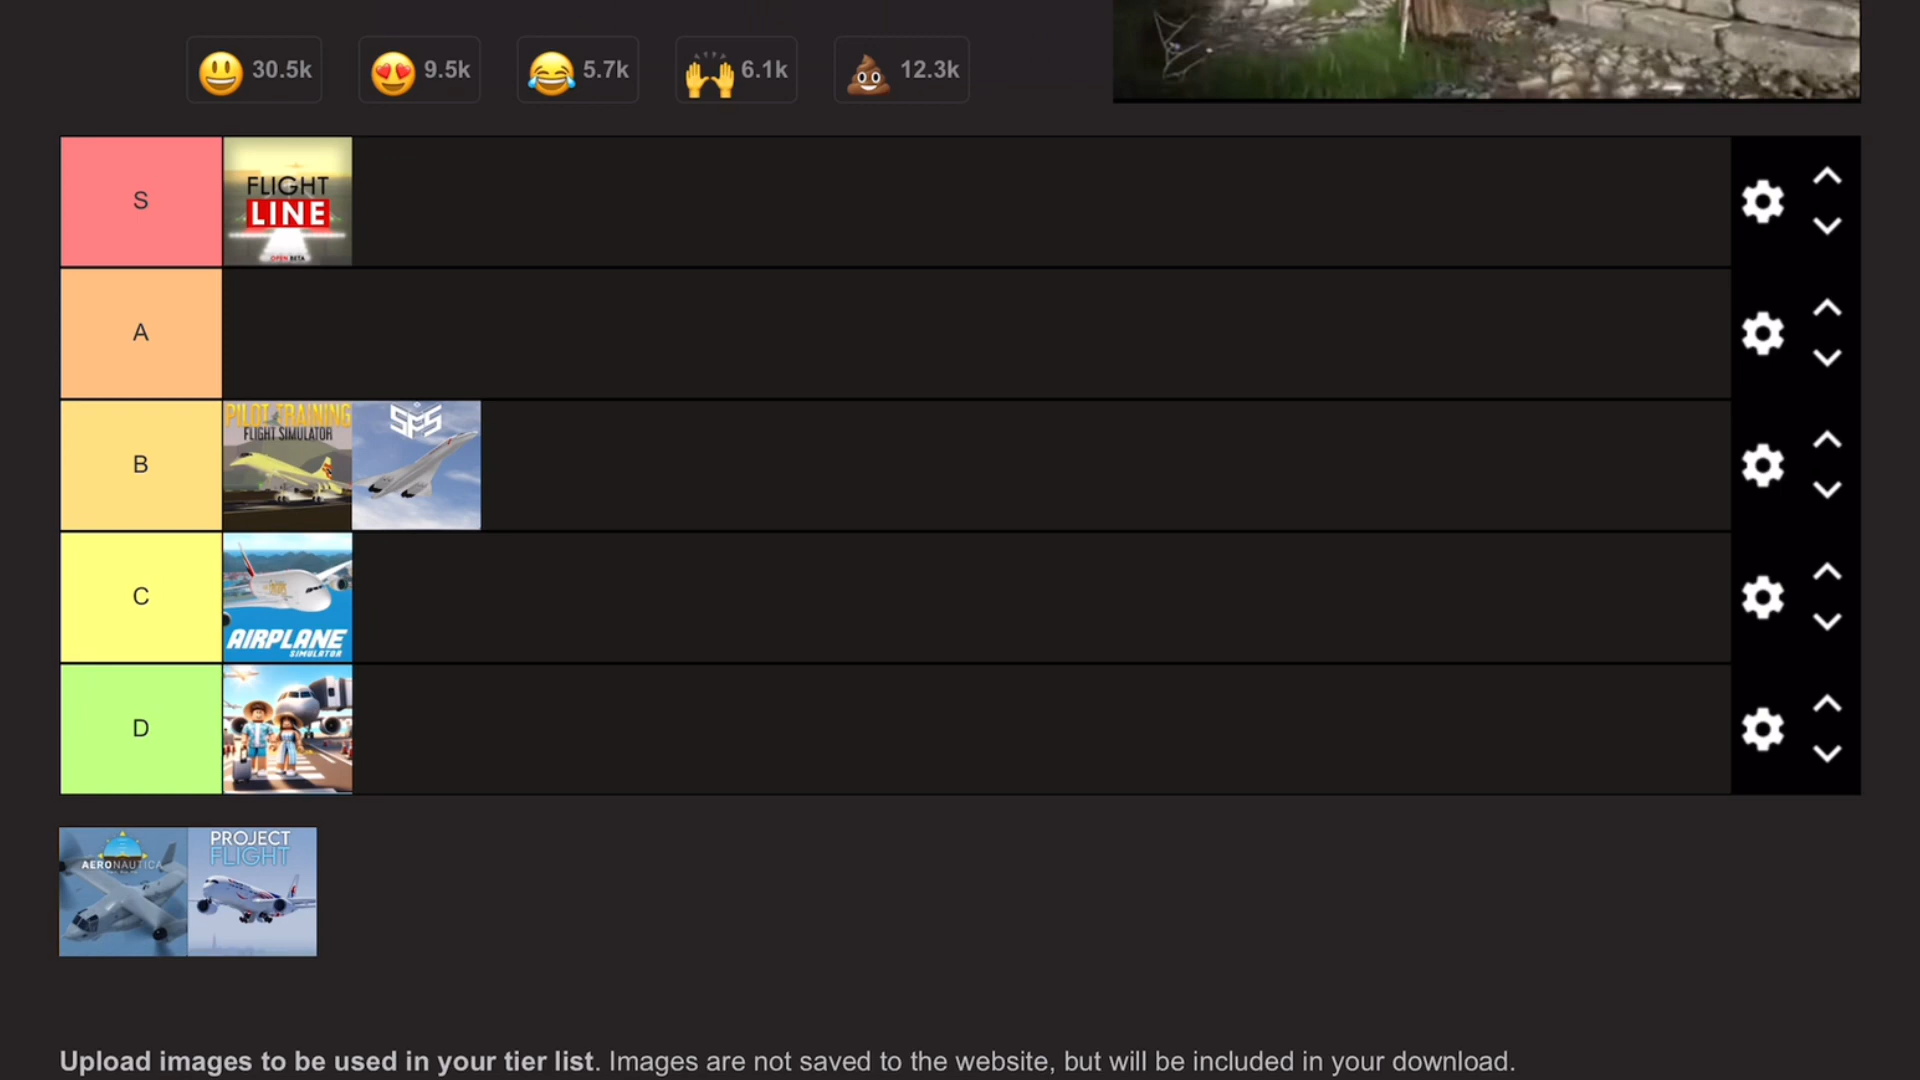 30.5k
9.5k
5.7k
6.1k
12.3k
S
FLIGHT
LINE
OPEN BETA
A
B
PILOT TRAINING
FLIGHT SIMULATOR
SFS
C
AIRPLANE
SIMULATOR
D
AERONAUTICA
PROJECT
FLIGHT
Upload images to be used in your tier list. Images are not saved to the website, but will be included in your download.